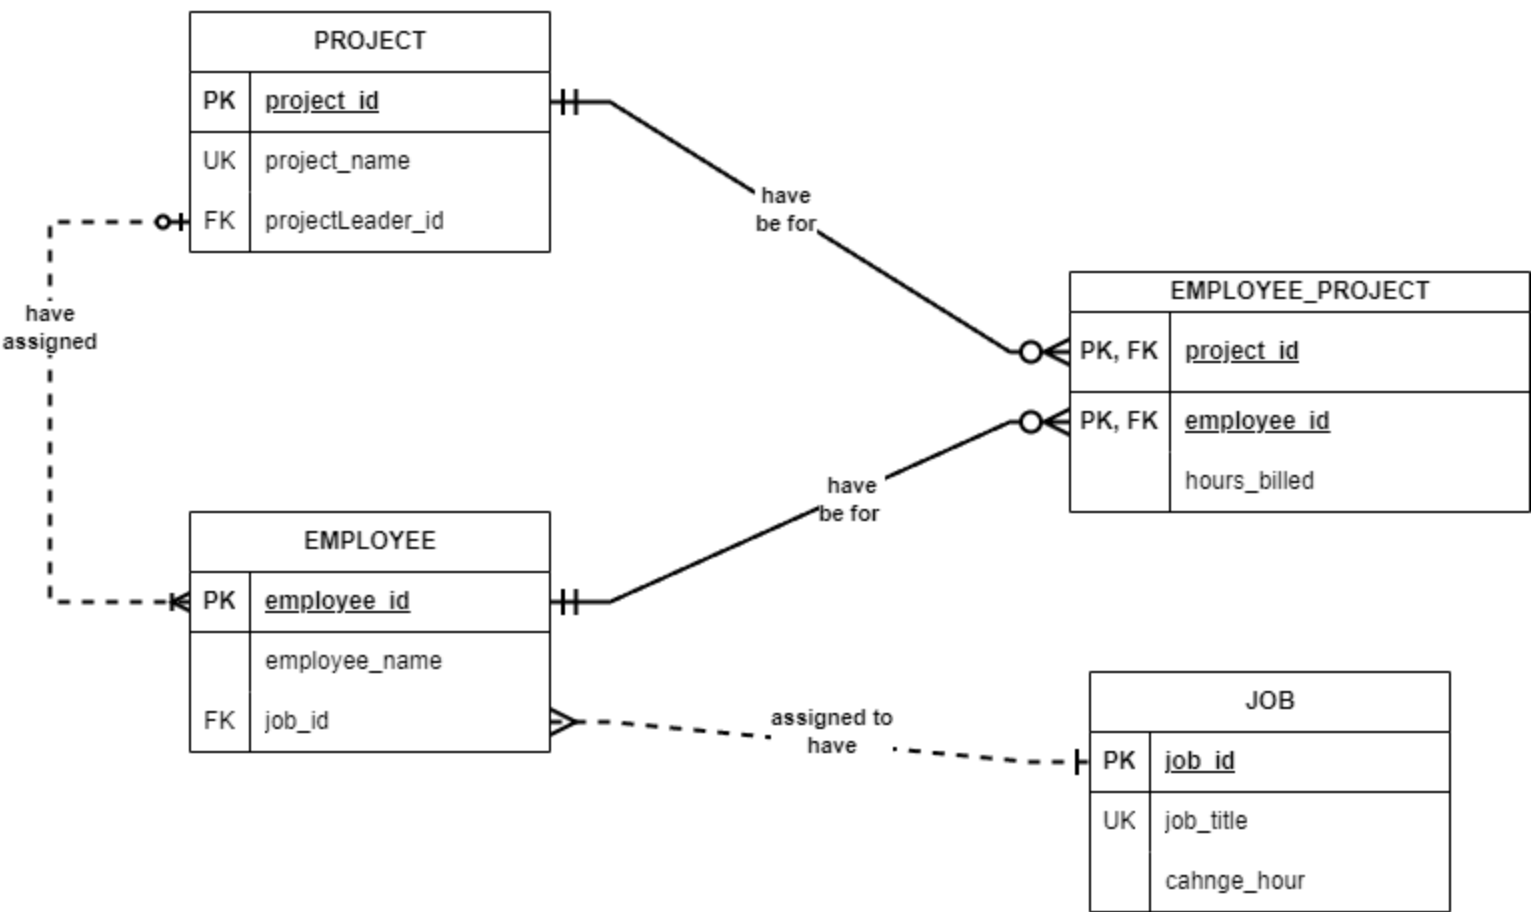 PROJECT
PK project_id
UK project_name
FK projectLeader_id
have
be for
have
assigned
EMPLOYEE_PROJECT
PK, FK project_id
PK, FK employee_id
hours_billed
have
be for
EMPLOYEE
PK employee_id
employee_name
FK job_id
assigned to
have
JOB
PK job_id
UK job_title
cahnge_hour